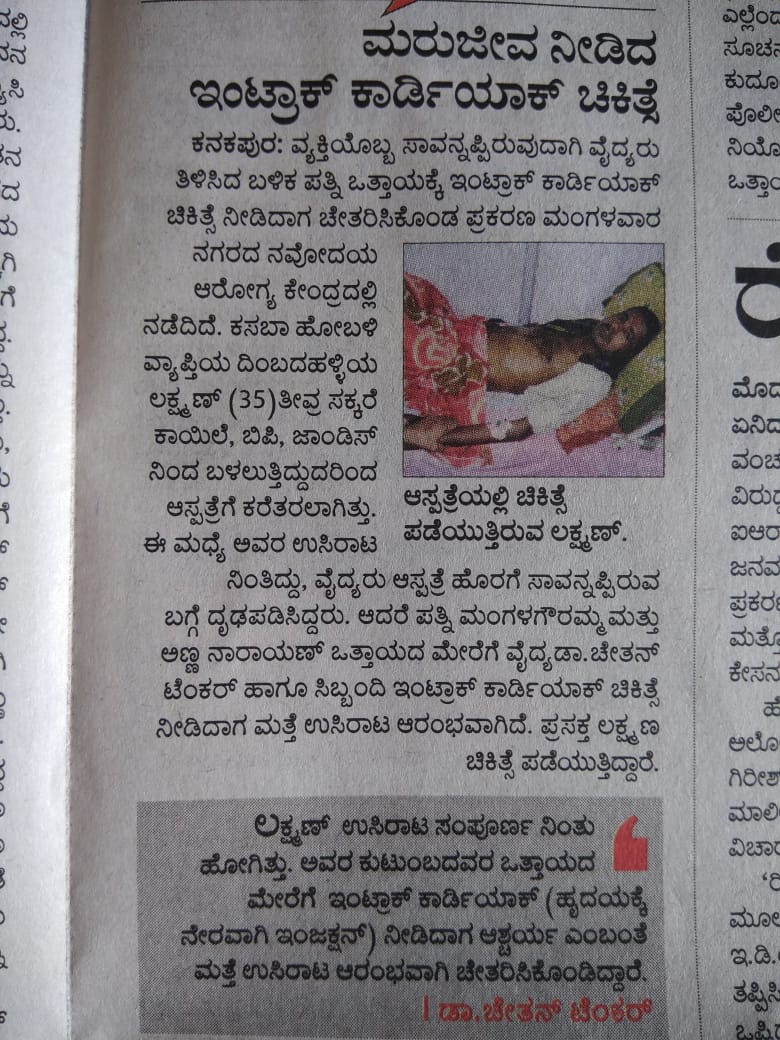 ಮರುಜೀವ ನೀಡಿದ
ಇಂಟ್ರಾಕ್ ಕಾರ್ಡಿಯಾಕ್ ಚಿಕಿತ್ಸೆ
ಕನಕಪುರ: ವ್ಯಕ್ತಿಯೊಬ್ಬ ಸಾವನ್ನಪ್ಪಿರುವುದಾಗಿ ವೈದ್ಯರು
ತಿಳಿಸಿದ ಬಳಿಕ ಪತ್ನಿ ಒತ್ತಾಯಕ್ಕೆ ಇಂಟ್ರಾಕ್ ಕಾರ್ಡಿಯಾಕ್
ಚಿಕಿತ್ಸೆ ನೀಡಿದಾಗ ಚೇತರಿಸಿಕೊಂಡ ಪ್ರಕರಣ ಮಂಗಳವಾರ
ನಗರದ ನವೋದಯ
ಆರೋಗ್ಯ ಕೇಂದ್ರದಲ್ಲಿ
ನಡೆದಿದೆ. ಕಸಬಾ ಹೋಬಳಿ
ವ್ಯಾಪ್ತಿಯ ದಿಂಬದಹಳ್ಳಿಯ
ಲಕ್ಷ್ಮಣ್ (35)ತೀವ್ರ ಸಕ್ಕರೆ
ಕಾಯಿಲೆ, ಬಿಪಿ, ಜಾಂಡಿಸ್
ನಿಂದ ಬಳಲುತ್ತಿದ್ದುದರಿಂದ
ಆಸ್ಪತ್ರೆಗೆ ಕರೆತರಲಾಗಿತ್ತು.
ಈ ಮಧ್ಯೆ ಅವರ ಉಸಿರಾಟ
ಆಸ್ಪತ್ರೆಯಲ್ಲಿ ಚಿಕಿತ್ಸೆ
ಪಡೆಯುತ್ತಿರುವ ಲಕ್ಷ್ಮಣ್.
ನಿಂತಿದ್ದು, ವೈದ್ಯರು ಆಸ್ಪತ್ರೆ ಹೊರಗೆ ಸಾವನ್ನಪ್ಪಿರುವ
ಬಗ್ಗೆ ದೃಢಪಡಿಸಿದ್ದರು. ಆದರೆ ಪತ್ನಿ ಮಂಗಳಗೌರಮ್ಮ ಮತ್ತು
ಅಣ್ಣ ನಾರಾಯಣ್ ಒತ್ತಾಯದ ಮೇರೆಗೆ ವೈದ್ಯಡಾ.ಚೇತನ್
ಟೆಂಕರ್ ಹಾಗೂ ಸಿಬ್ಬಂದಿ ಇಂಟ್ರಾಕ್ ಕಾರ್ಡಿಯಾಕ್ ಚಿಕಿತ್ಸೆ
ನೀಡಿದಾಗ ಮತ್ತೆ ಉಸಿರಾಟ ಆರಂಭವಾಗಿದೆ. ಪ್ರಸಕ್ತ ಲಕ್ಷ್ಮಣ
ಚಿಕಿತ್ಸೆ ಪಡೆಯುತ್ತಿದ್ದಾರೆ.
ಲಕ್ಷ್ಮಣ್ ಉಸಿರಾಟ ಸಂಪೂರ್ಣ ನಿಂತು
ಹೋಗಿತ್ತು. ಅವರ ಕುಟುಂಬದವರ ಒತ್ತಾಯದ
ಮೇರೆಗೆ ಇಂಟ್ರಾಕ್ ಕಾರ್ಡಿಯಾಕ್ (ಹೃದಯಕ್ಕೆ
ನೇರವಾಗಿ ಇಂಜಕ್ಷನ್) ನೀಡಿದಾಗ ಆಶ್ಚರ್ಯ ಎಂಬಂತೆ
ಮತ್ತೆ ಉಸಿರಾಟ ಆರಂಭವಾಗಿ ಚೇತರಿಸಿಕೊಂಡಿದ್ದಾರೆ.
| ಡಾ.ಚೇತನ್ ಟೆಂಕರ್